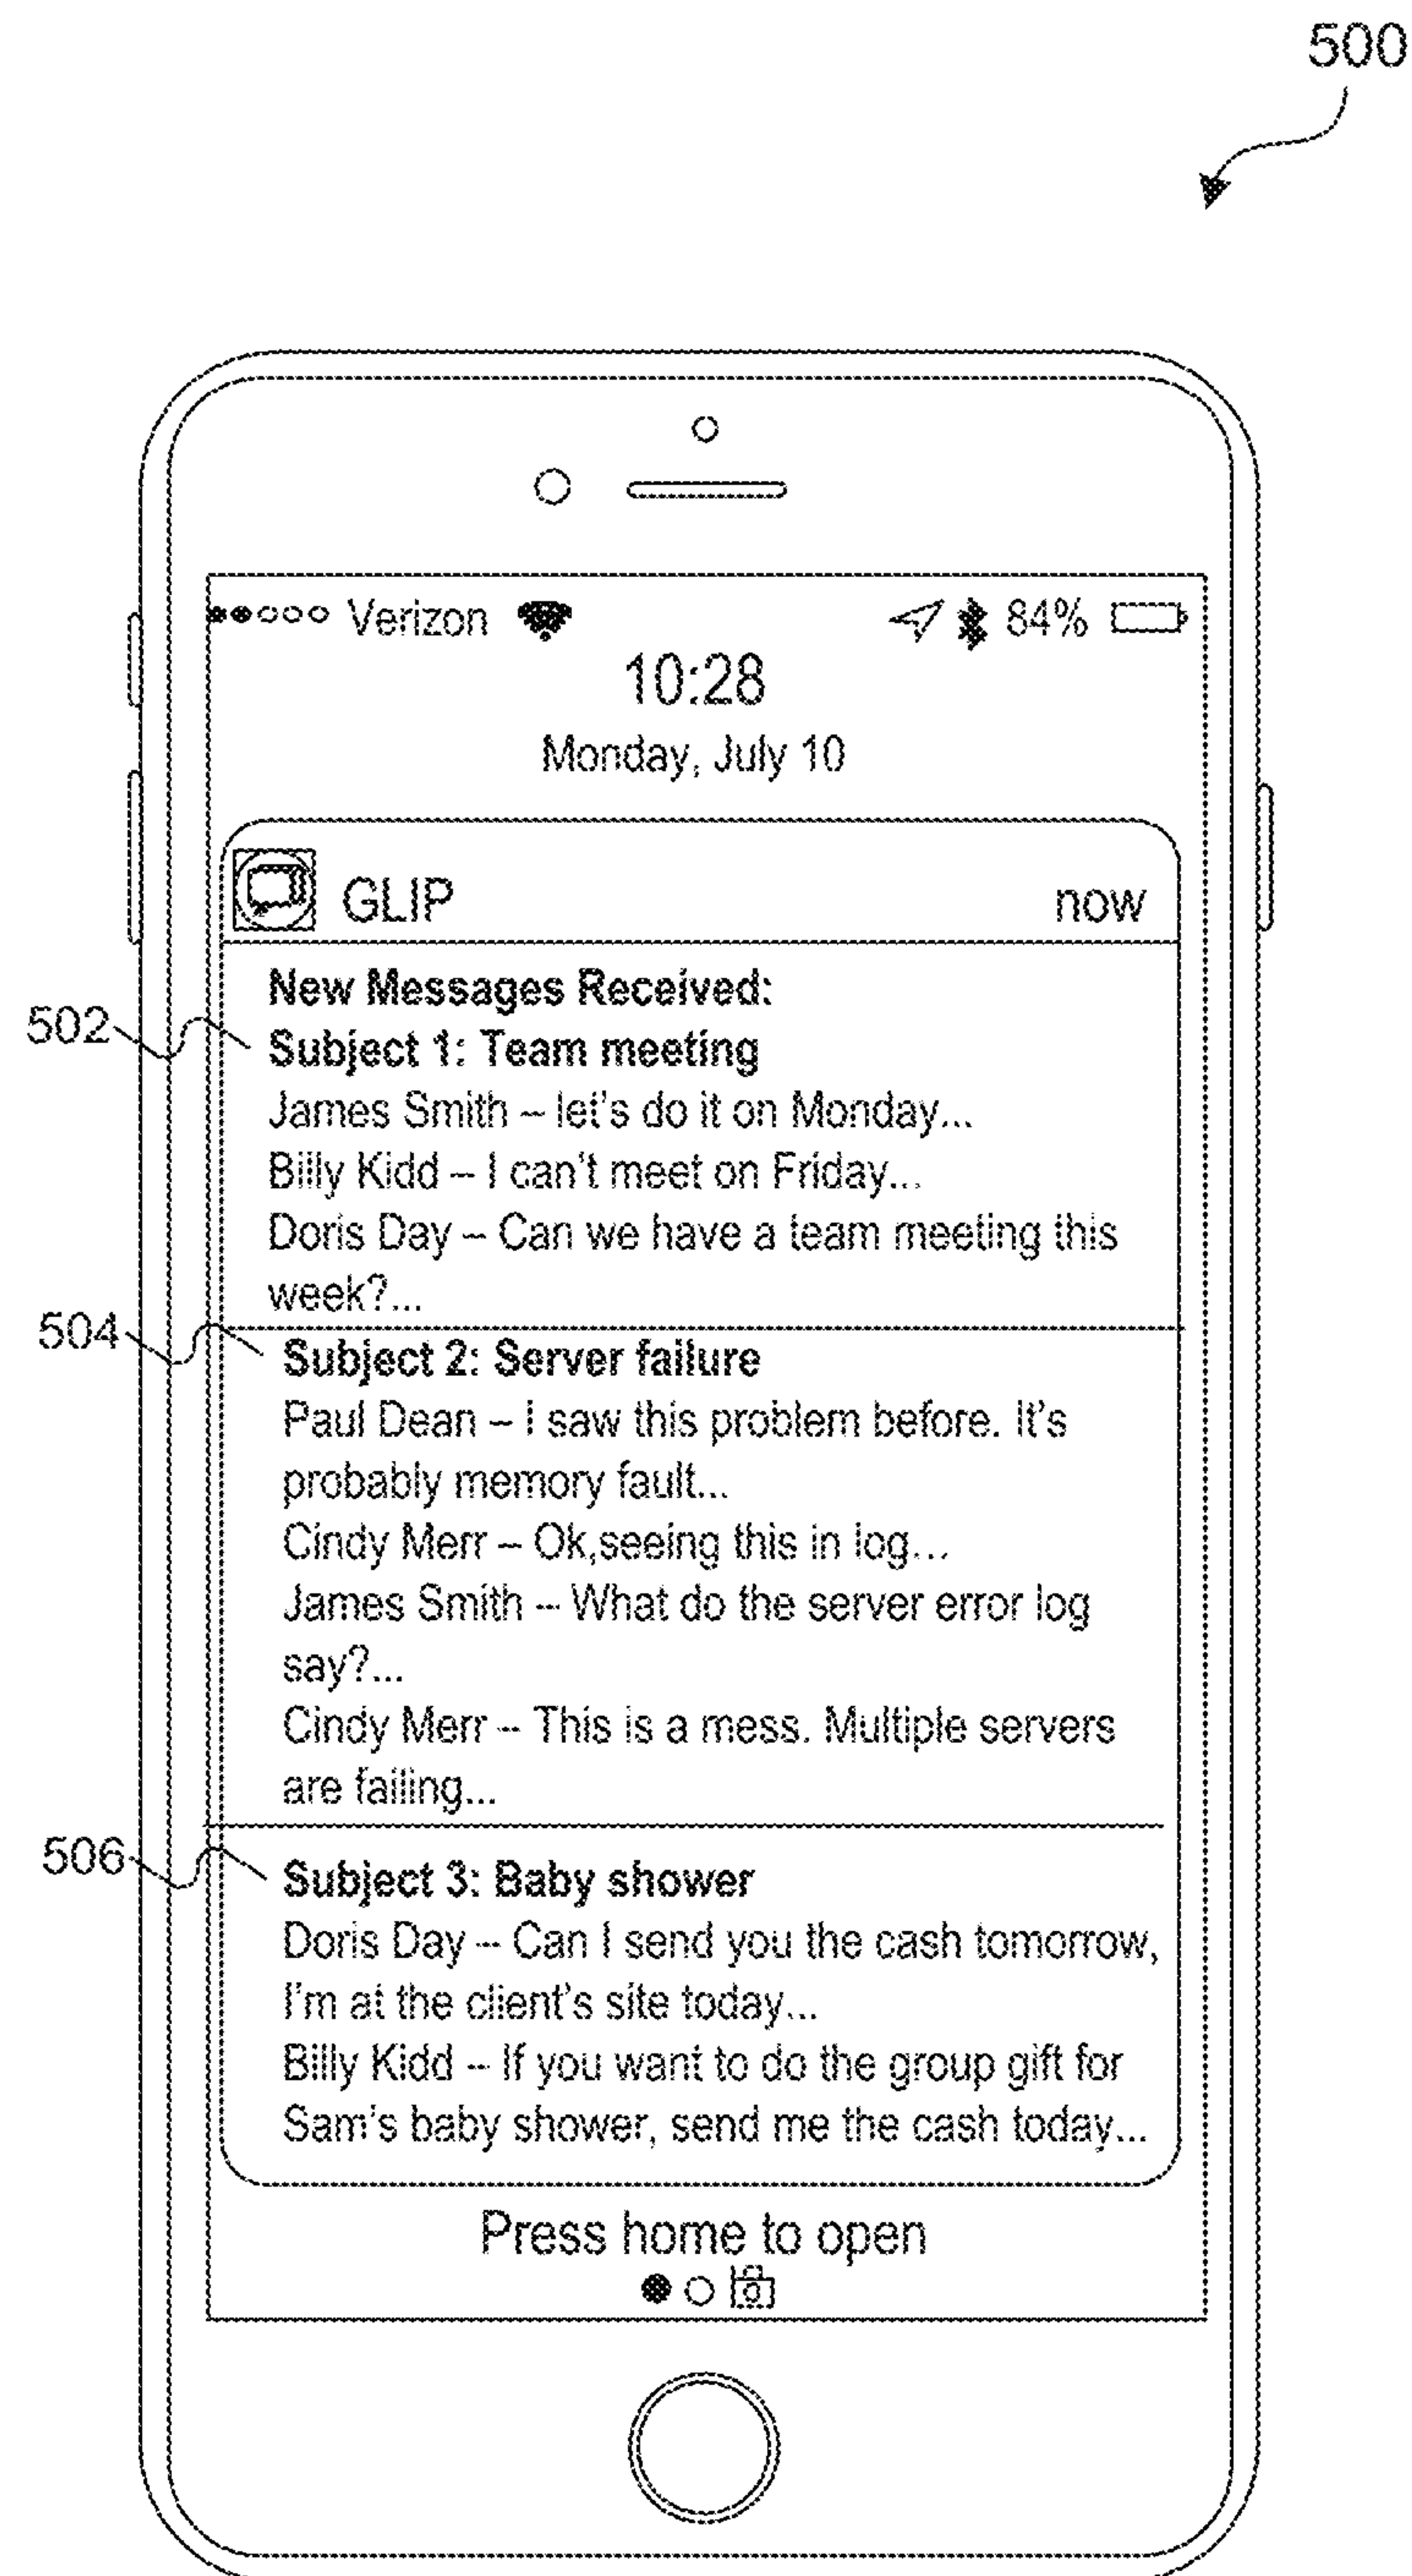 500
Verizon 84%
10:28
Monday, July 10
GLIP now
New Messages Received:
502
Subject 1: Team meeting
James Smith – let's do it on Monday...
Billy Kidd – I can't meet on Friday...
Doris Day – Can we have a team meeting this
week?...
504
Subject 2: Server failure
Paul Dean – I saw this problem before. It's
probably memory fault...
Cindy Merr – Ok,seeing this in log...
James Smith -- What do the server error log
say?...
Cindy Merr -- This is a mess. Multiple servers
are failing...
506
Subject 3: Baby shower
Doris Day -- Can I send you the cash tomorrow,
I'm at the client's site today...
Billy Kidd -- If you want to do the group gift for
Sam's baby shower, send me the cash today...
Press home to open